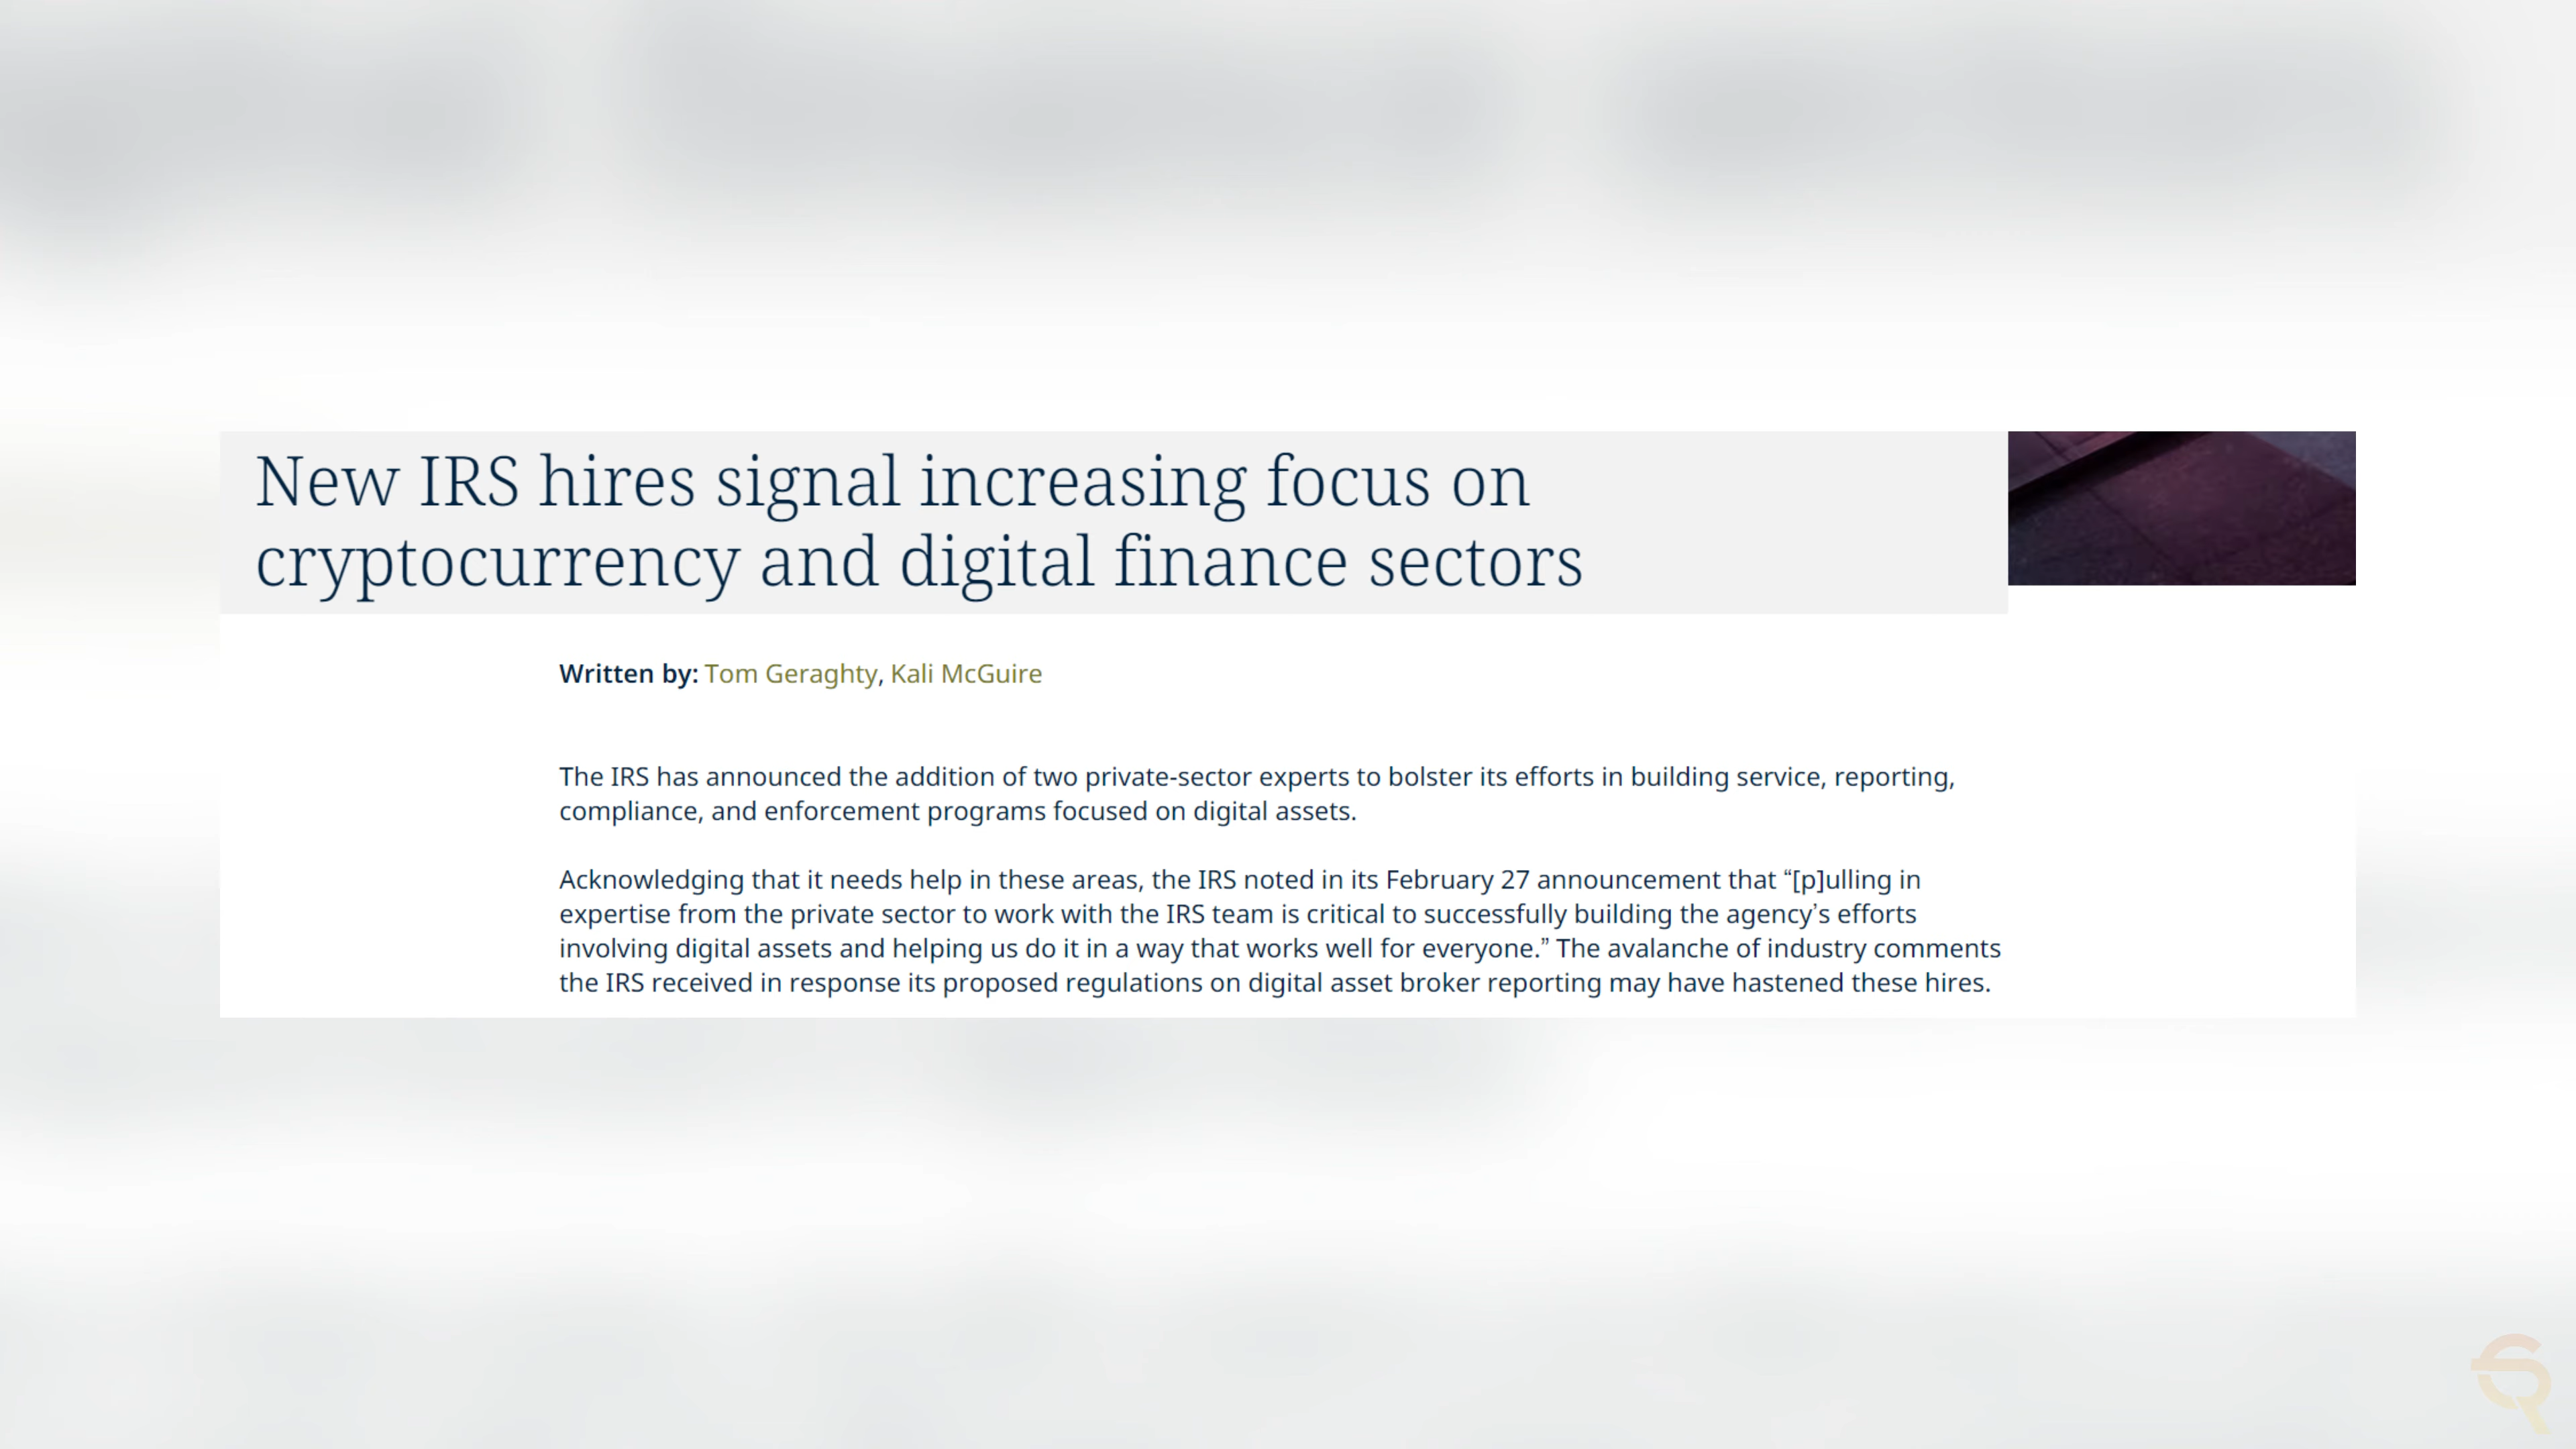 New IRS hires signal increasing focus on
cryptocurrency and digital finance sectors
Written by: Tom Geraghty, Kali McGuire
The IRS has announced the addition of two private-sector experts to bolster its efforts in building service, reporting,
compliance, and enforcement programs focused on digital assets.
Acknowledging that it needs help in these areas, the IRS noted in its February 27 announcement that “[p]ulling in
expertise from the private sector to work with the IRS team is critical to successfully building the agency’s efforts
involving digital assets and helping us do it in a way that works well for everyone.” The avalanche of industry comments
the IRS received in response its proposed regulations on digital asset broker reporting may have hastened these hires.